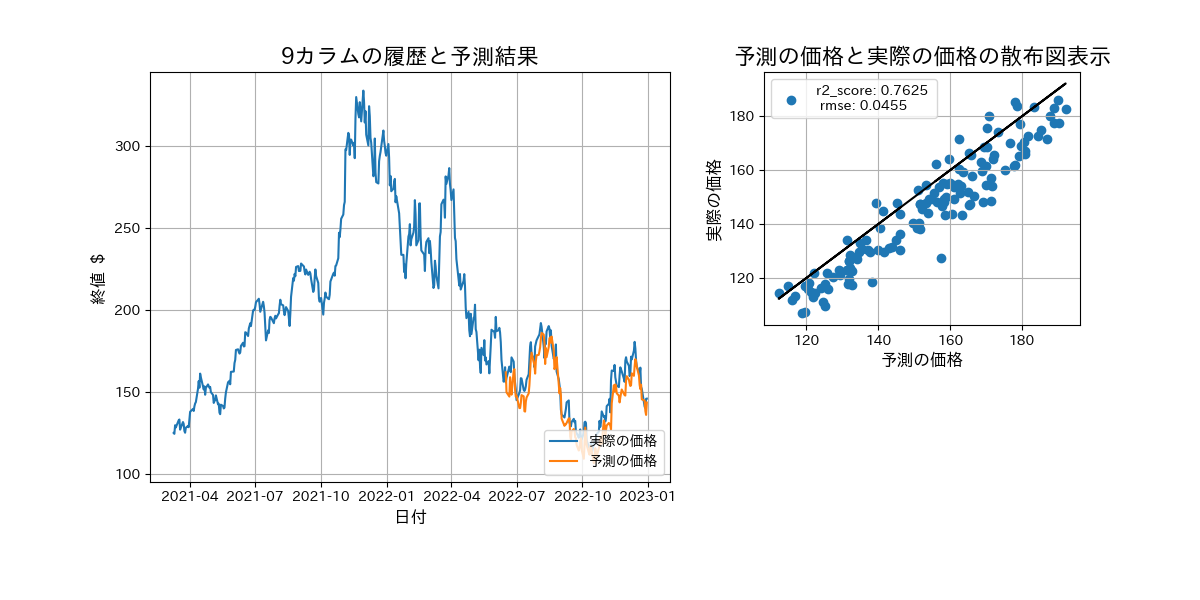 9カラムの履歴と予測結果
終値 $
300
250
200
150
100
2021-04 2021-07 2021-10 2022-01 2022-04 2022-07 2022-10 2023-01
日付
実際の価格
予測の価格
予測の価格と実際の価格の散布図表示
r2_score: 0.7625
rmse: 0.0455
実際の価格
180
160
140
120
120 140 160 180
予測の価格